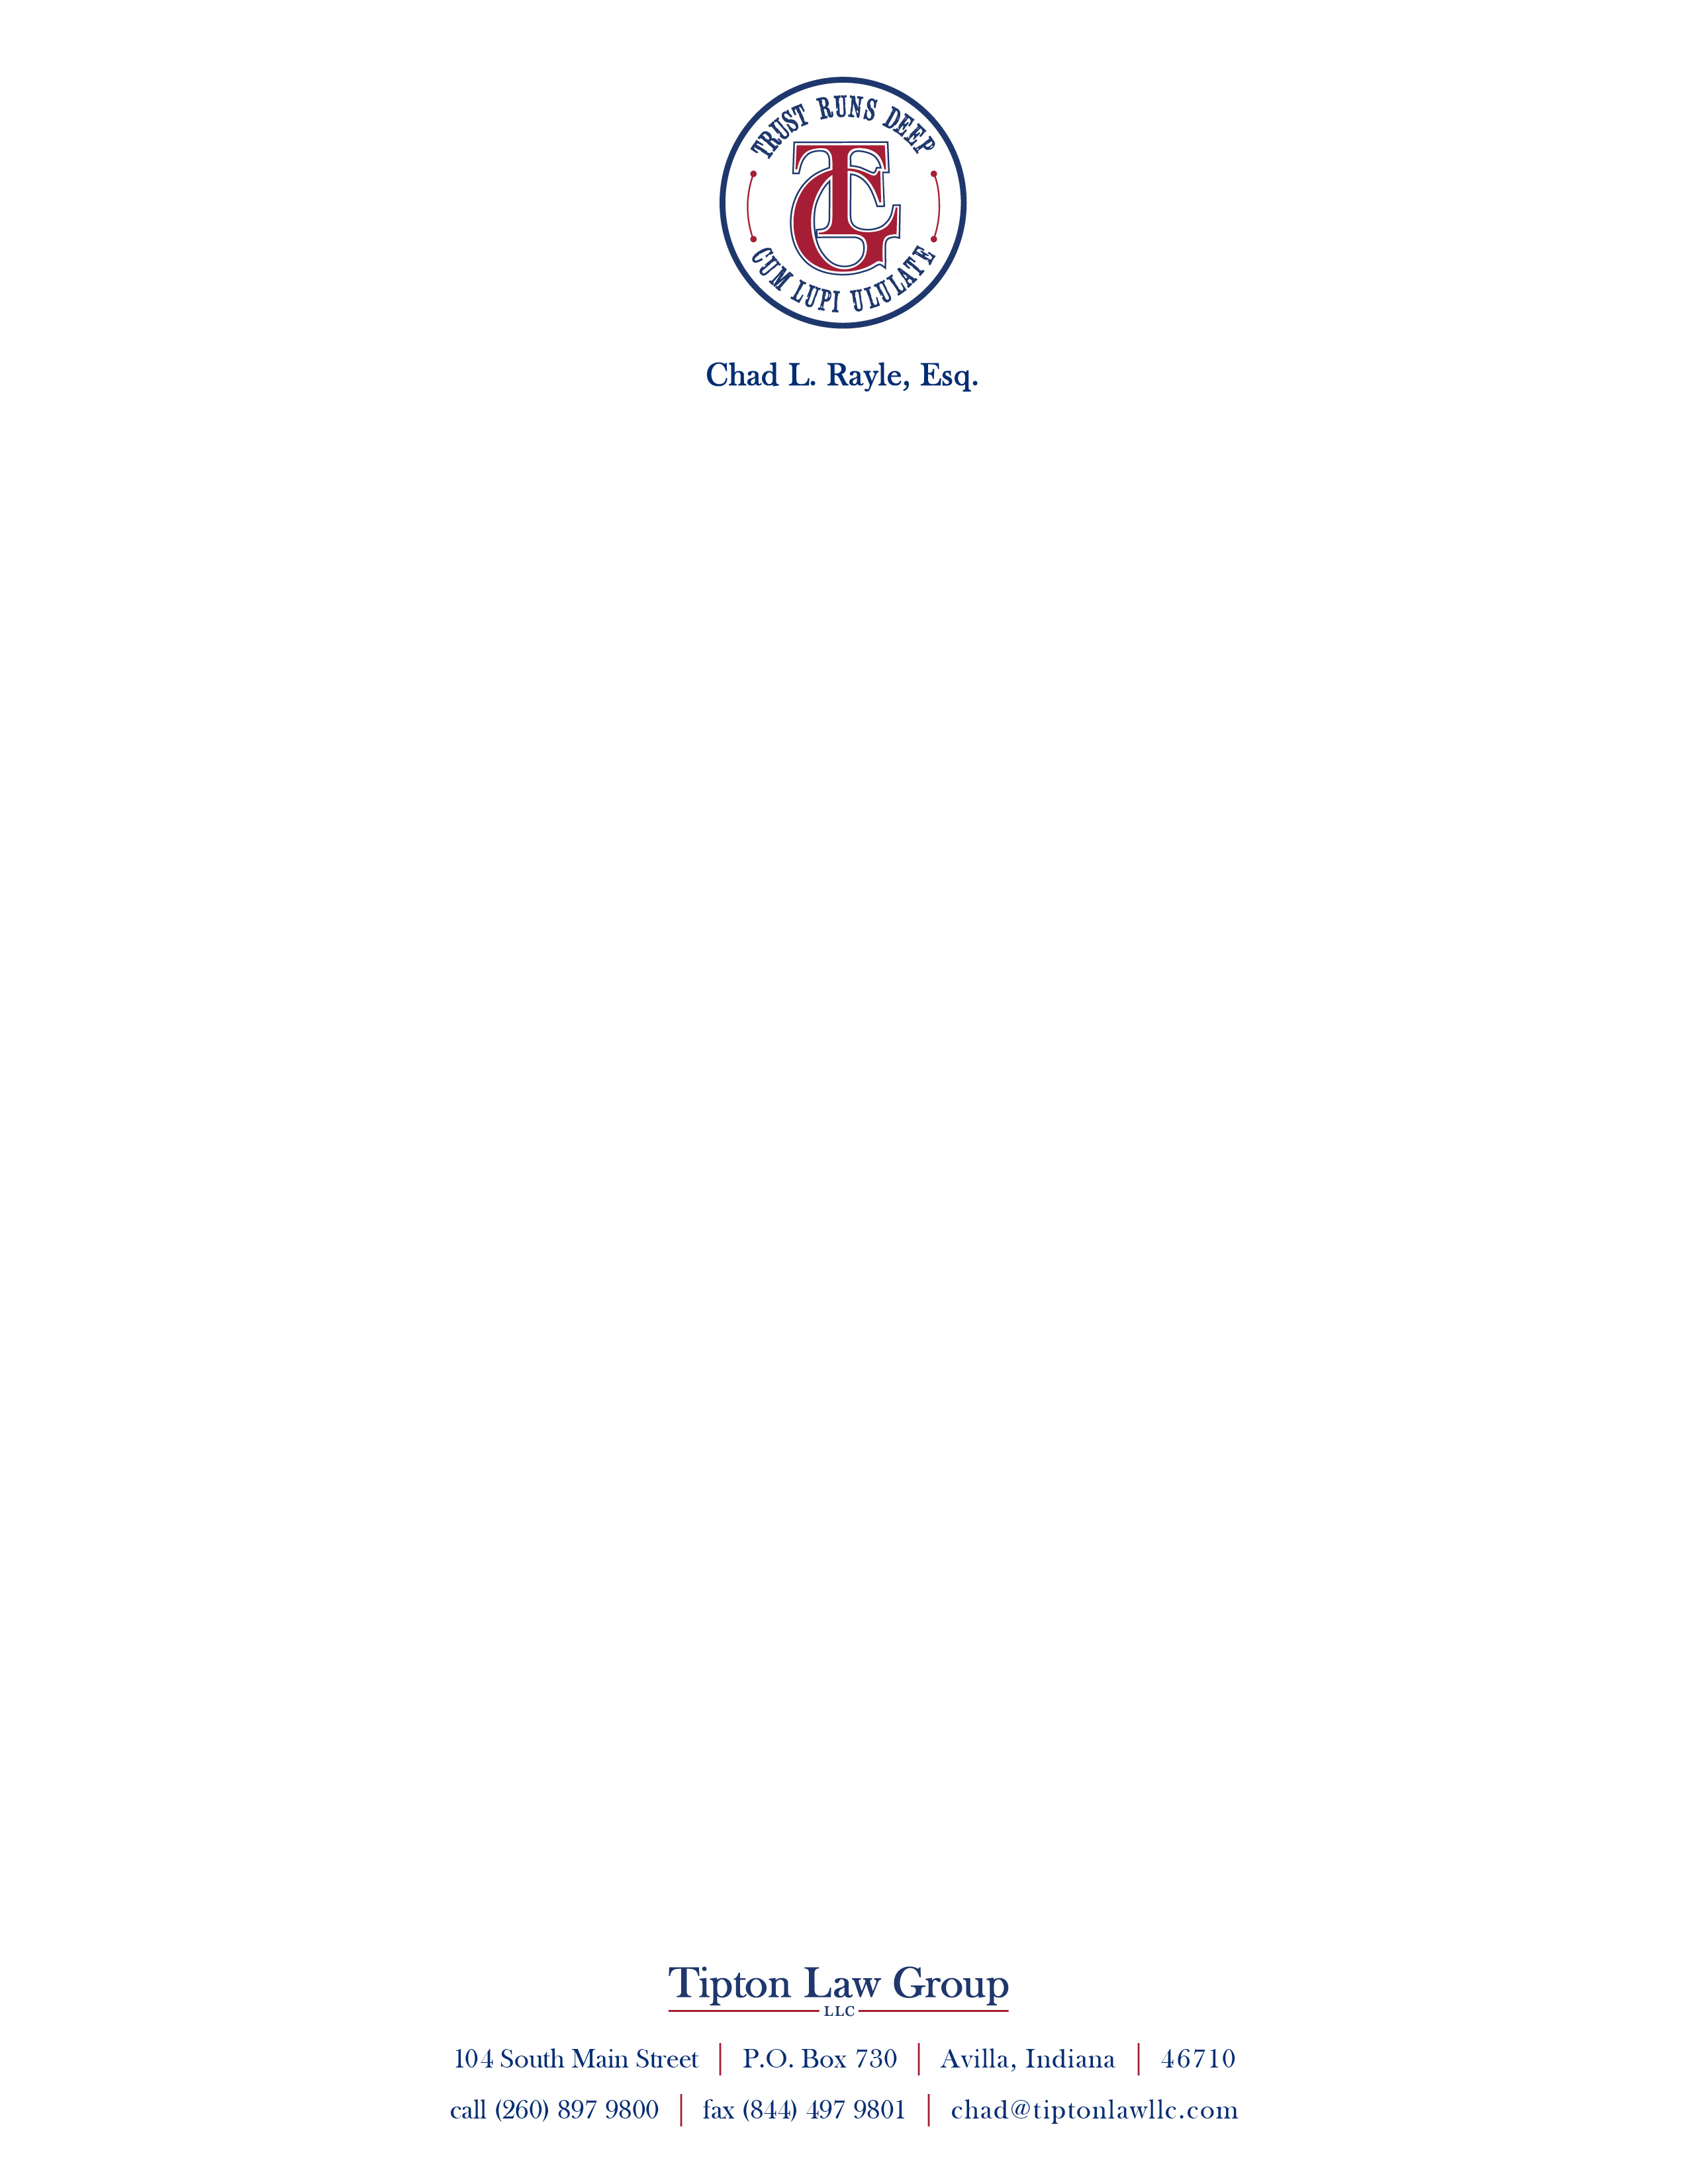 TRUST RUNS DEEP
TLG
CUM LUPI ULULATE
Chad L. Rayle, Esq.
Tipton Law Group
LLC
104 South Main Street | P.O. Box 730 | Avilla, Indiana | 46710
call (260) 897 9800 | fax (844) 497 9801 | chad@tiptonlawllc.com